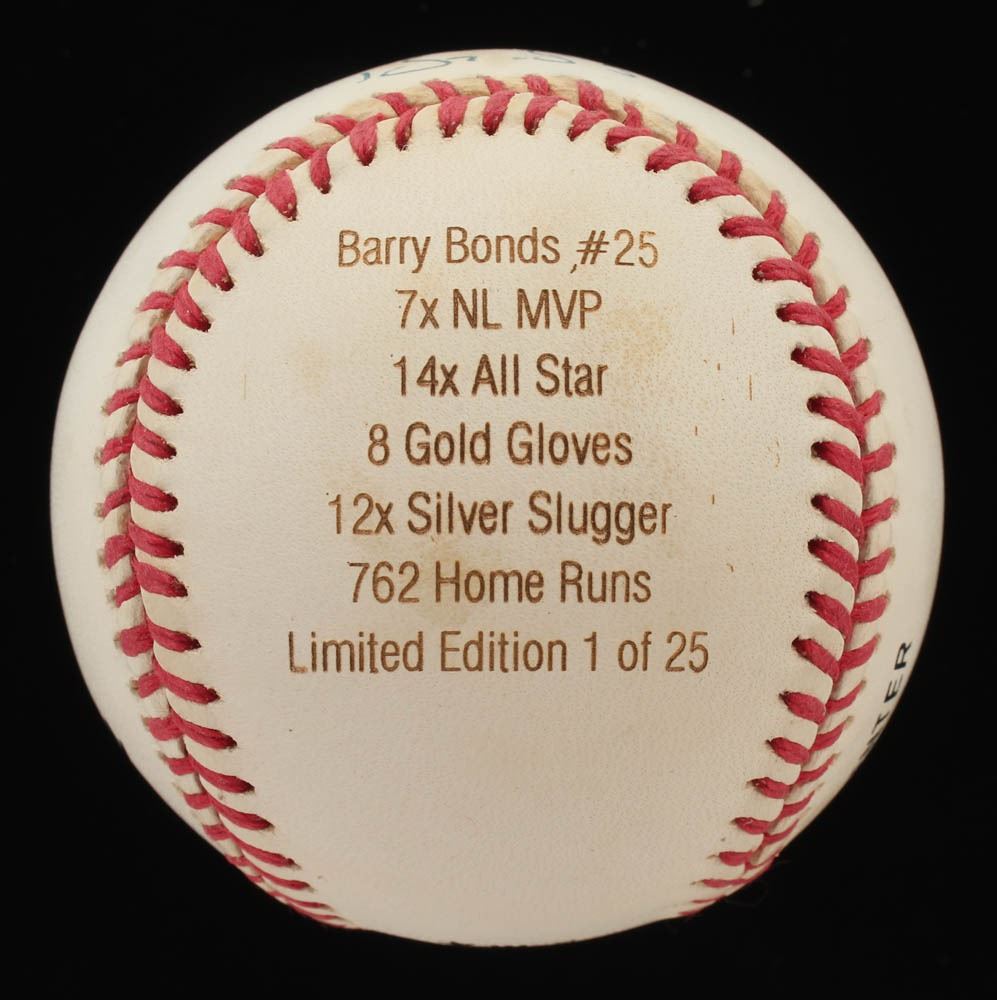 Barry Bonds ,#25
7x NL MVP
14x All Star
8 Gold Gloves
12x Silver Slugger
762 Home Runs
Limited Edition 1 of 25